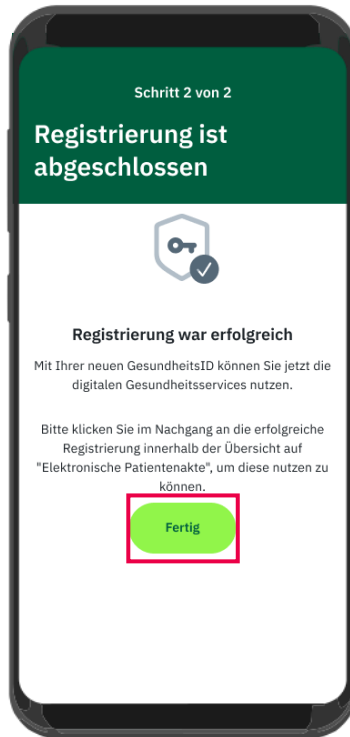 Schritt 2 von 2
Registrierung ist
abgeschlossen
Registrierung war erfolgreich
Mit Ihrer neuen GesundheitsID können Sie jetzt die
digitalen Gesundheitsservices nutzen.
Bitte klicken Sie im Nachgang an die erfolgreiche
Registrierung innerhalb der Übersicht auf
"Elektronische Patientenakte", um diese nutzen zu
können.
Fertig